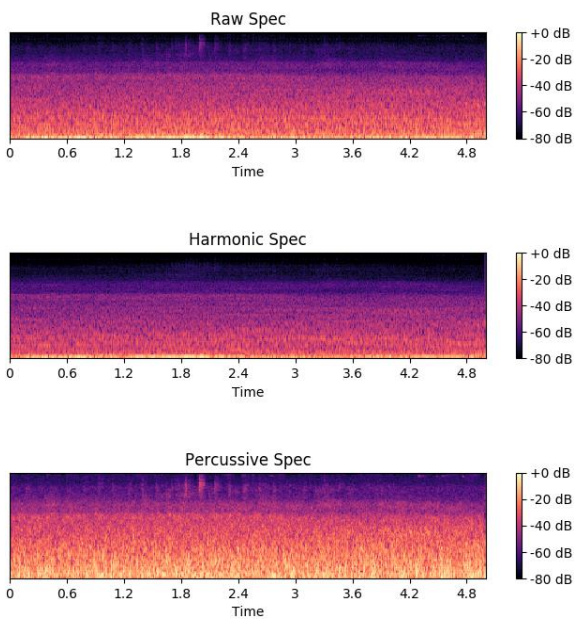 Raw Spec
+0 dB
-20 dB
-40 dB
-60 dB
-80 dB
0 0.6 1.2 1.8 2.4 3 3.6 4.2 4.8
Time
Harmonic Spec
+0 dB
-20 dB
-40 dB
-60 dB
-80 dB
0 0.6 1.2 1.8 2.4 3 3.6 4.2 4.8
Time
Percussive Spec
+0 dB
-20 dB
-40 dB
-60 dB
-80 dB
0 0.6 1.2 1.8 2.4 3 3.6 4.2 4.8
Time